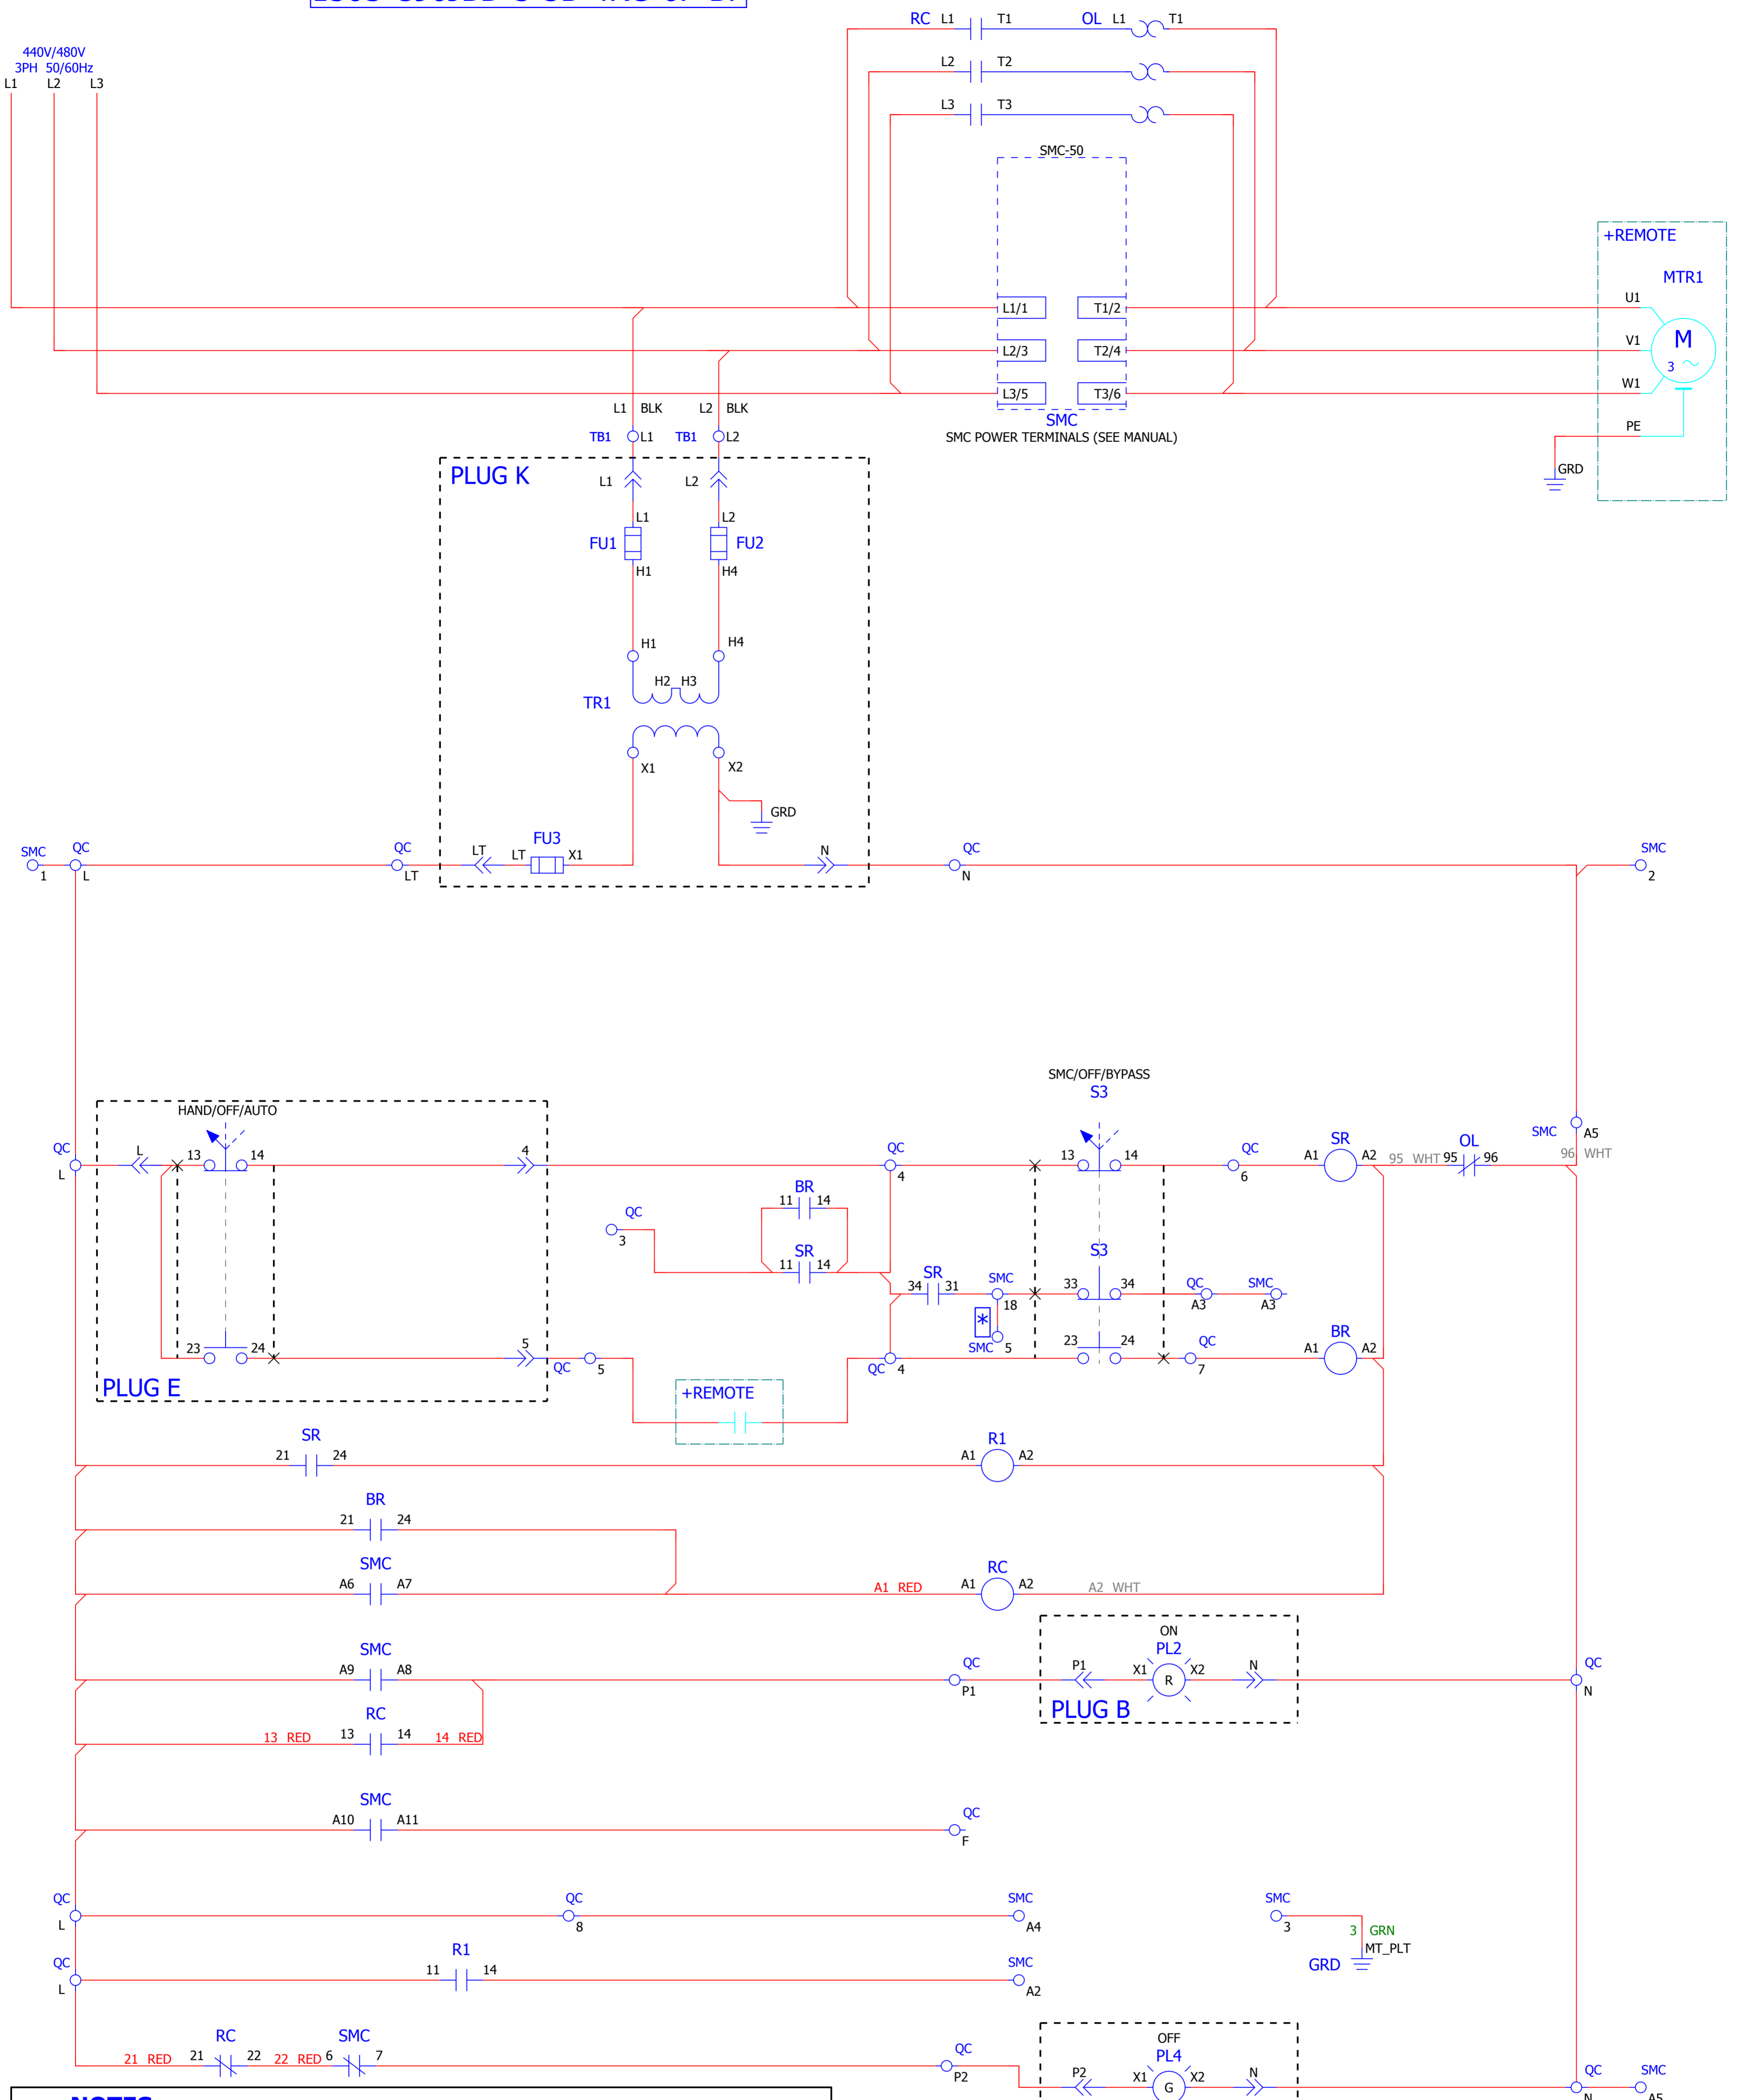 RC L1 T1 OL L1 T1
440V/480V
3PH 50/60Hz
L1 L2 L3
L2 T2
L3 T3
SMC-50
+REMOTE
MTR1
L1/1 T1/2 U1
L2/3 T2/4 V1 M
3
L3/5 T3/6 W1
SMC
SMC POWER TERMINALS (SEE MANUAL)
PE
GRD
L1 BLK L2 BLK
TB1 L1 TB1 L2
PLUG K
L1 L2
L1 L2
FU1 FU2
H1 H4
H1 H4
H2 H3
TR1
X1 X2
GRD
SMC QC QC FU3 QC SMC
LT LT X1 N
1 L LT N 2
SMC/OFF/BYPASS
S3
HAND/OFF/AUTO
SMC A5
QC L 13 14 4 QC 13 14 QC A1 SR A2 95 WHT 95 OL 96 96 WHT
L 4 6
BR
11 14
QC
3
SR
11 14
S3
SR
34 31 SMC 33 34 QC SMC
18 A3 A3
*
SMC 5
23 24 5 QC 5 QC 4 23 24 QC 7 A1 BR A2
PLUG E
+REMOTE
SR
21 24
R1
A1 A2
BR
21 24
SMC
A6 A7
RC
A1 RED A1 A2 A2 WHT
ON
SMC
A9 A8
QC
P1
PL2
P1 X1 R X2 N
PLUG B
QC
N
RC
13 RED 13 14 14 RED
SMC
A10 A11
QC
F
QC QC SMC SMC
L 8 A4 3
3 GRN
MT_PLT
GRD
QC
L
R1
11 14
SMC
A2
OFF
RC SMC
21 RED 21 22 22 RED 6 7
QC
P2
PL4
P2 X1 G X2 N
QC SMC
N A5